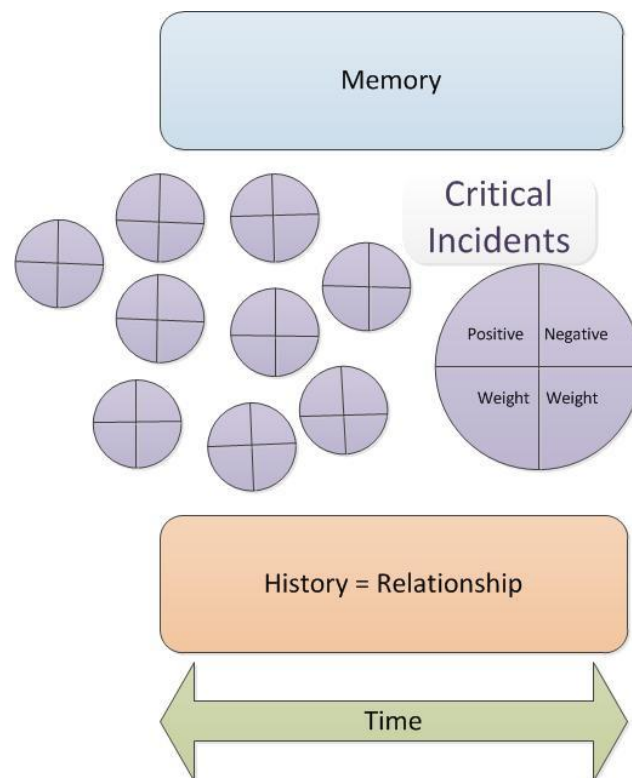 Memory
Critical
Incidents
Positive Negative
Weight Weight
History = Relationship
Time